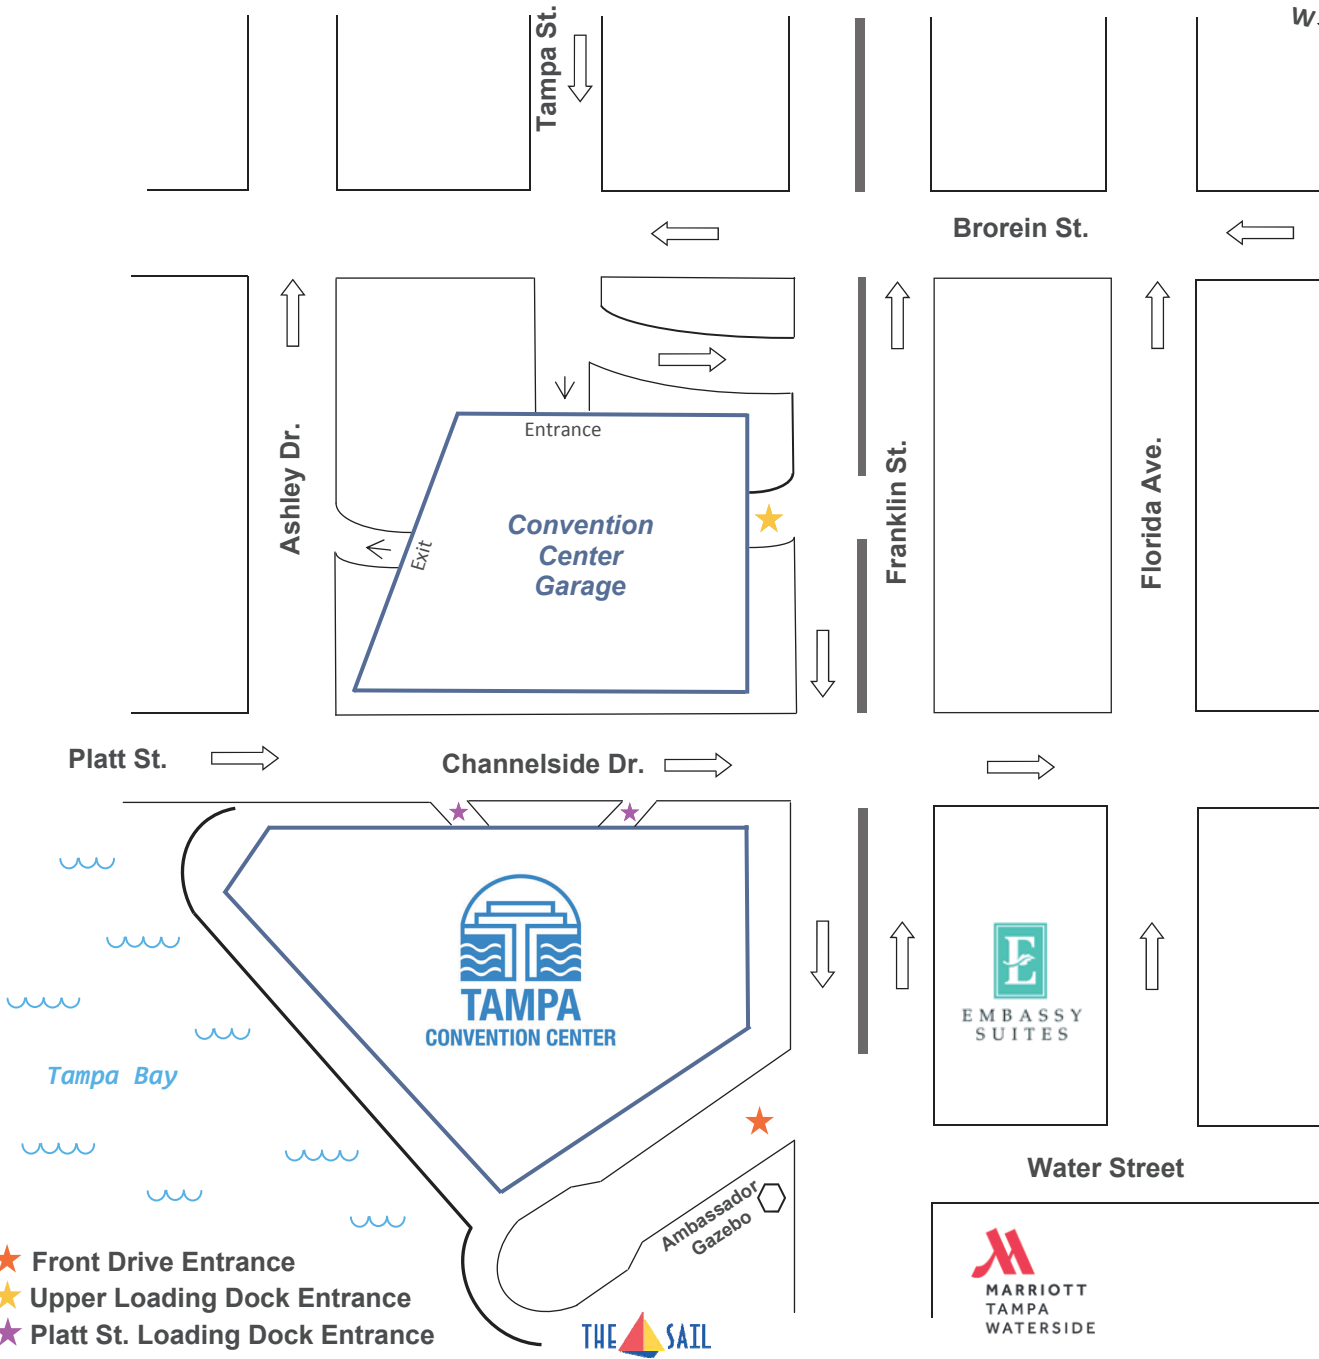 Tampa St.
W
Brorein St.
Entrance
Ashley Dr.
Exit
Convention
Center
Garage
Franklin St.
Florida Ave.
Platt St.
Channelside Dr.
TAMPA
CONVENTION CENTER
E
EMBASSY
SUITES
Tampa Bay
Water Street
Ambassador
Gazebo
Front Drive Entrance
Upper Loading Dock Entrance
Platt St. Loading Dock Entrance
THE SAIL
MARRIOTT
TAMPA
WATERSIDE